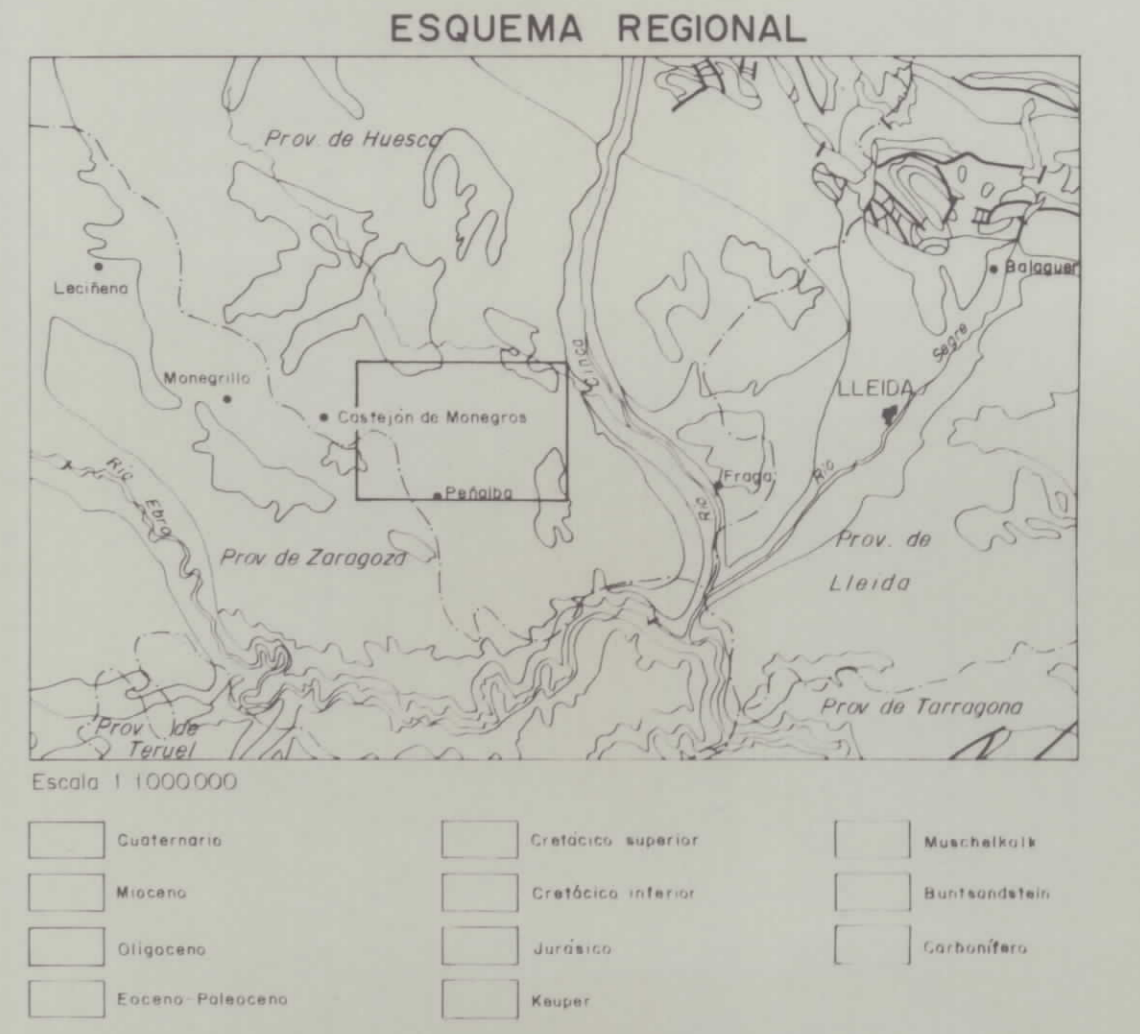 ESQUEMA REGIONAL
Prov. de Huesca
Leciñena
Balaguer
Segre
Cinca
Monegrillo
LLEIDA
Castejón de Monegros
Río
Peñalba
Fraga
Río
Río
Ebro
Prov de Zaragoza
Prov. de
Lleida
Prov de
Teruel
Prov de Tarragona
Escala 1 1000.000
Cuaternario
Mioceno
Oligoceno
Eoceno-Paleoceno
Cretácico superior
Cretácico inferior
Jurásico
Keuper
Muschelkalk
Buntsandstein
Carbonífero